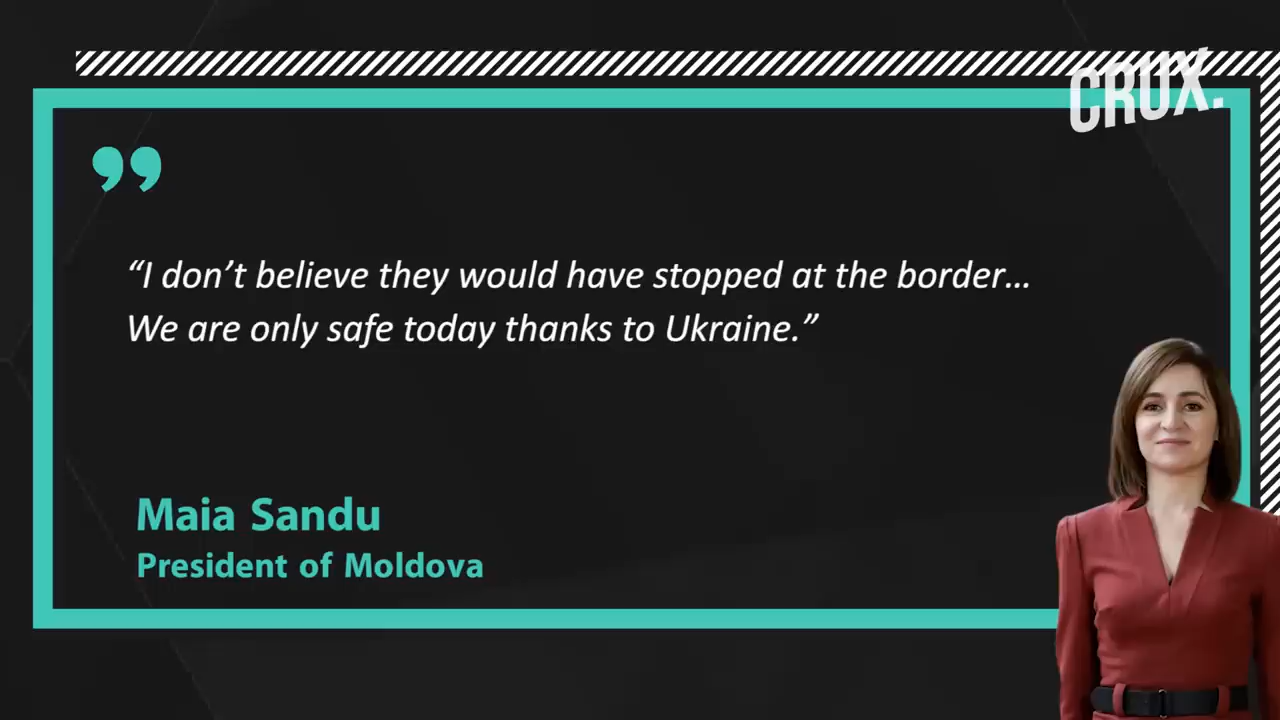 CRUX.
“I don’t believe they would have stopped at the border...
We are only safe today thanks to Ukraine.”
Maia Sandu
President of Moldova